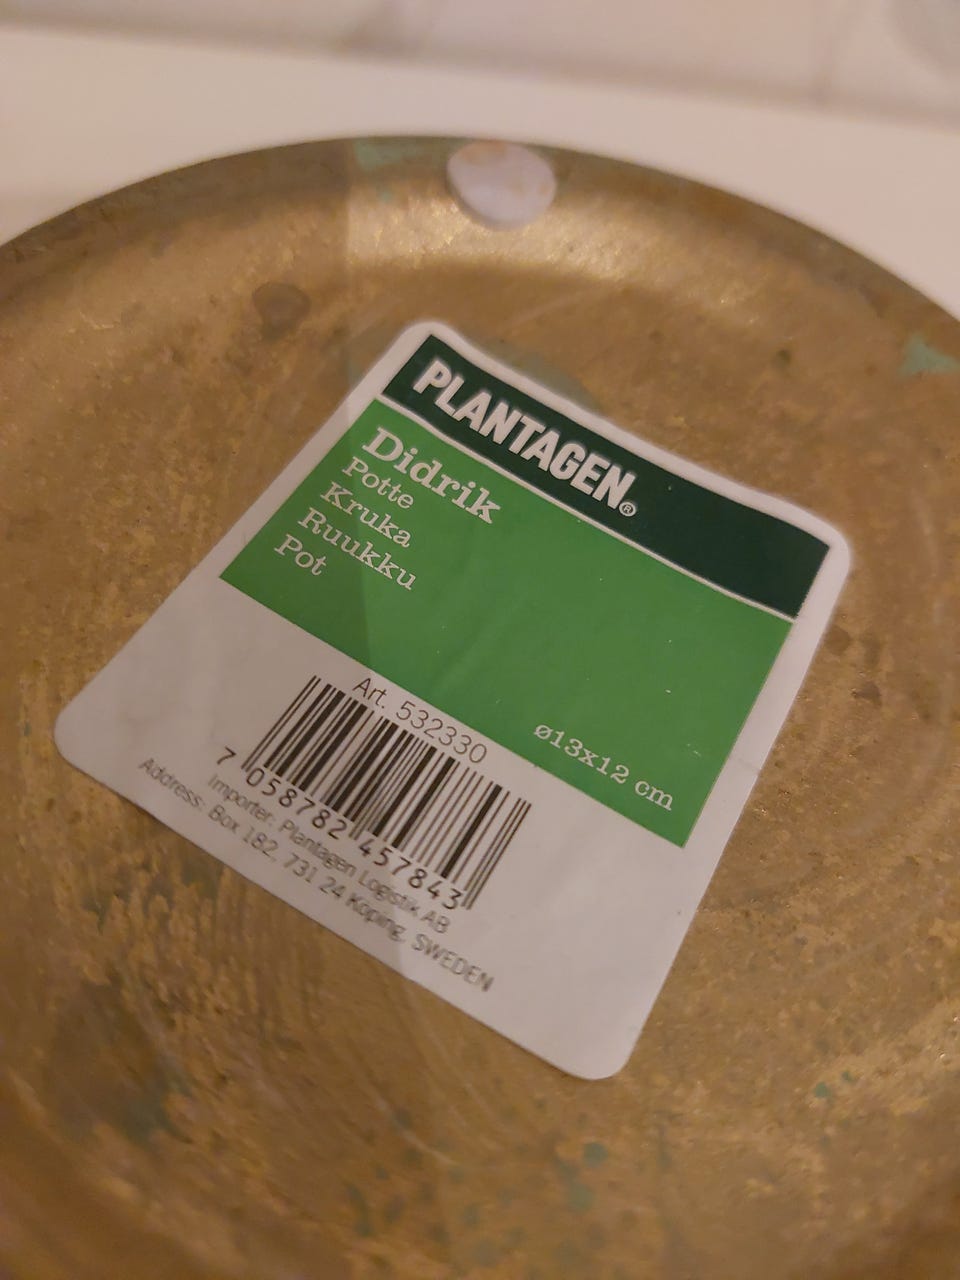 PLANTAGEN®
Didrik
Potte
Kruka
Ruukku
Pot
ø13x12 cm
Art. 532330
7 058782 457843
Importer: Plantagen Logistik AB
Address: Box 182, 731 24 Köping, SWEDEN